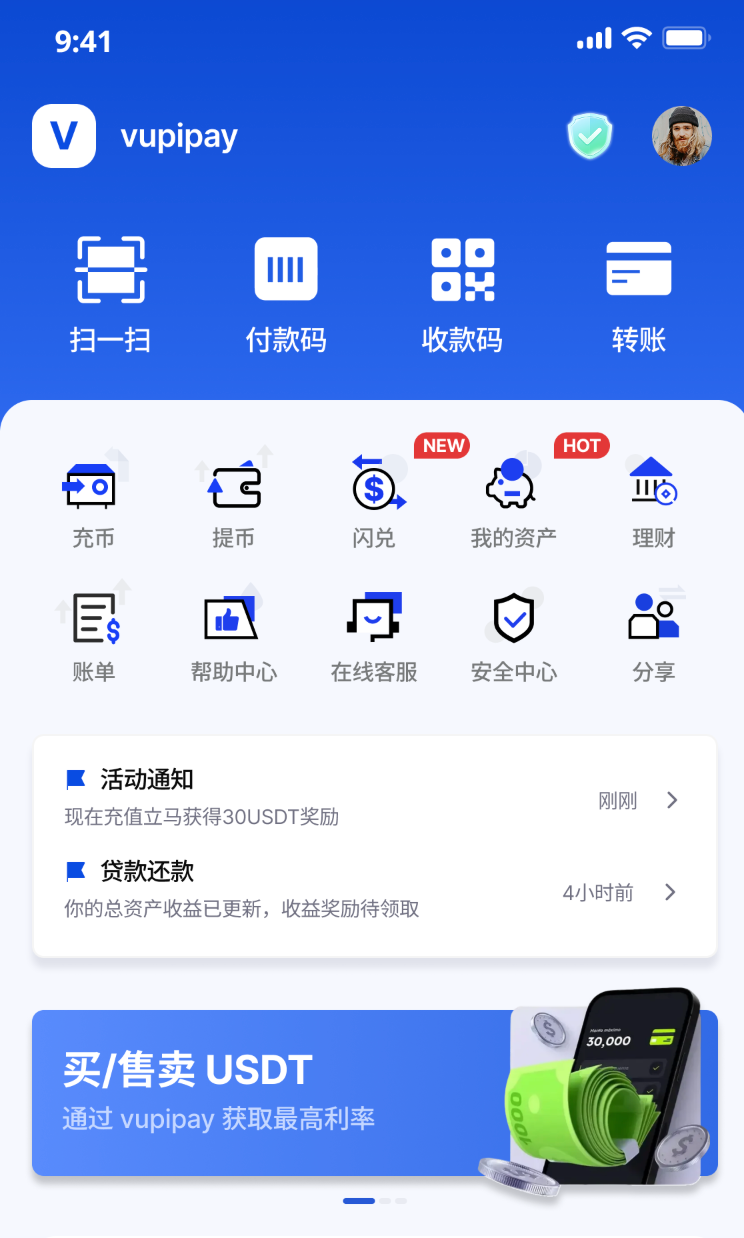 9:41
V vupipay
扫一扫 付款码 收款码 转账
NEW HOT
充币 提币 闪兑 我的资产 理财
账单 帮助中心 在线客服 安全中心 分享
活动通知
现在充值立马获得30USDT奖励 刚刚
贷款还款
你的总资产收益已更新，收益奖励待领取 4小时前
买/售卖 USDT
通过 vupipay 获取最高利率
30,000
1000